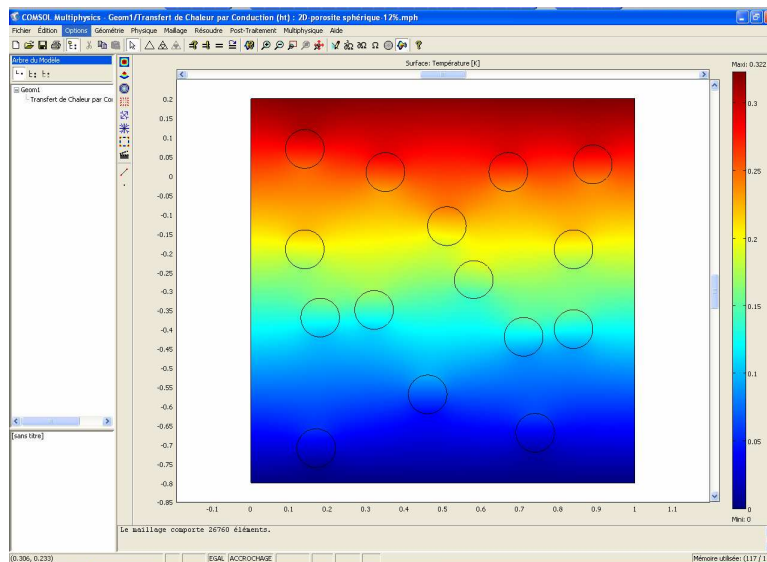 COMSOL Multiphysics - Geom1/Transfert de Chaleur par Conduction (ht) : 2D-porosite sphérique-12%.mph
Fichier Édition Options Géométrie Physique Maillage Résoudre Post-Traitement Multiphysique Aide
Arbre du Modèle
Geom1
Transfert de Chaleur par Con
[sans titre]
Surface: Température [K]
Maxi: 0.322
0.2
0.15
0.1
0.05
0
-0.05
-0.1
-0.15
-0.2
-0.25
-0.3
-0.35
-0.4
-0.45
-0.5
-0.55
-0.6
-0.65
-0.7
-0.75
-0.8
-0.85
-0.1 0 0.1 0.2 0.3 0.4 0.5 0.6 0.7 0.8 0.9 1 1.1
0.3
0.25
0.2
0.15
0.1
0.05
0
Mini: 0
Le maillage comporte 26760 éléments.
(0.306, 0.233) EGAL ACCROCHAGE Mémoire utilisée: (117 / 1